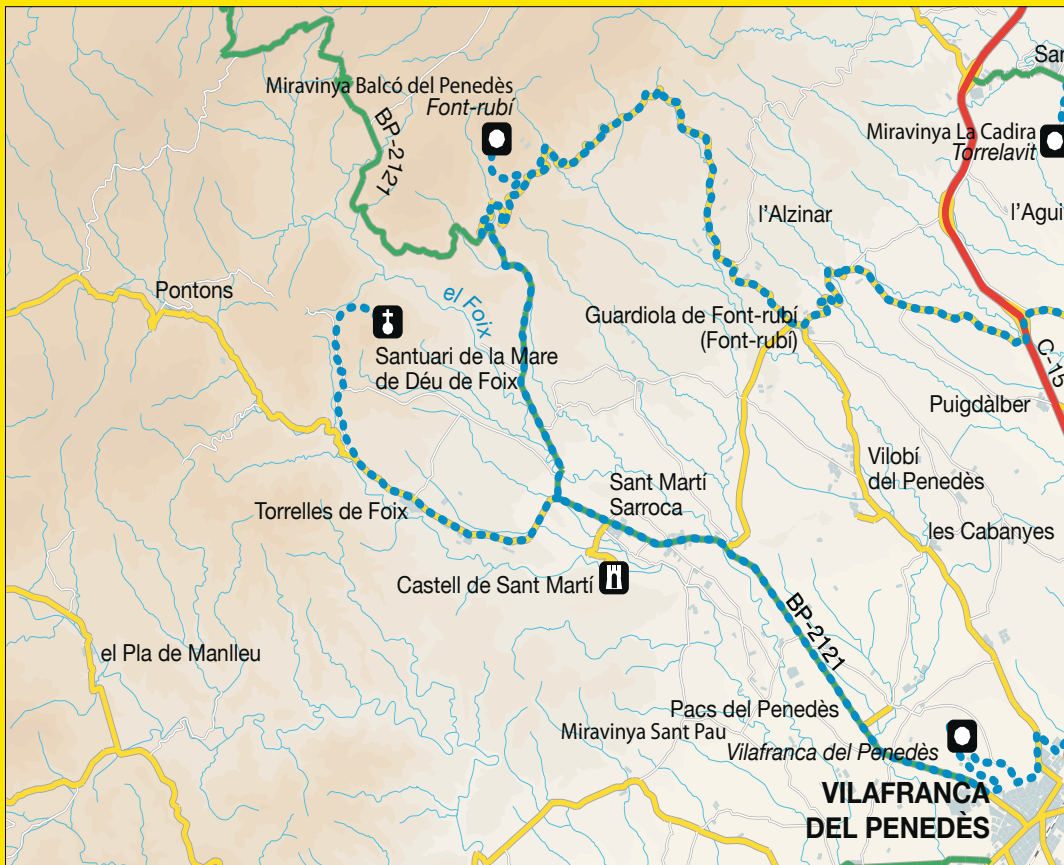 San
Miravinya Balcó del Penedès
Font-rubí
BP-2121
Miravinya La Cadira
Torrelavit
l'Alzinar
l'Agui
Pontons
el Foix
Guardiola de Font-rubí
(Font-rubí)
Santuari de la Mare
de Déu de Foix
C-15
Puigdàlber
Vilobí
del Penedès
Sant Martí
Sarroca
Torrelles de Foix
les Cabanyes
Castell de Sant Martí
BP-2121
el Pla de Manlleu
Pacs del Penedès
Miravinya Sant Pau
Vilafranca del Penedès
VILAFRANCA
DEL PENEDÈS